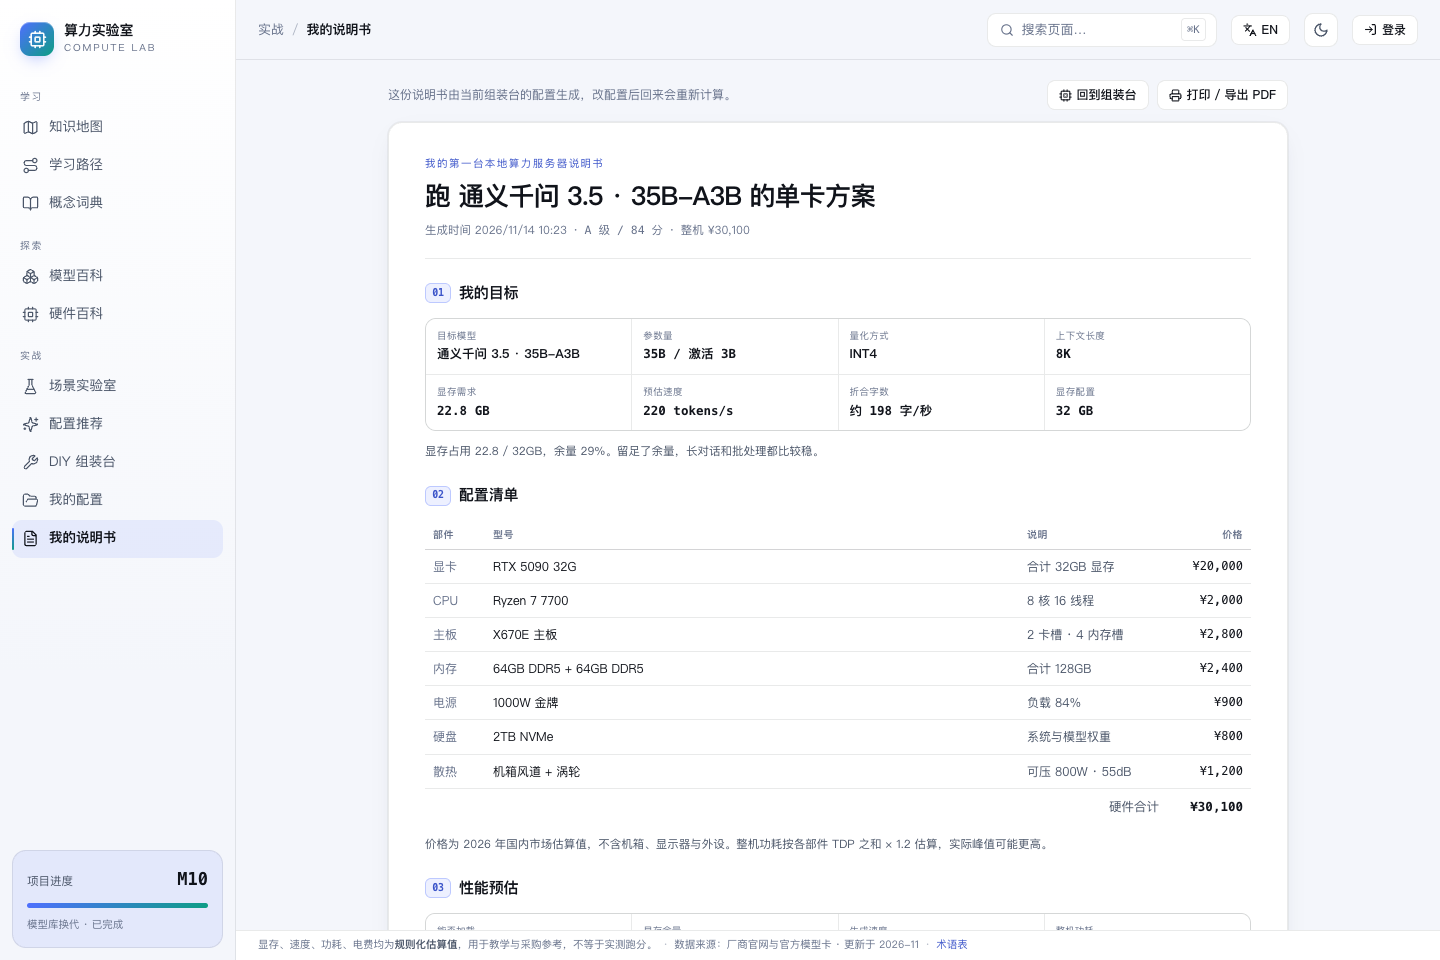 算力实验室
COMPUTE LAB
学习
知识地图
学习路径
概念词典
探索
模型百科
硬件百科
实战
场景实验室
配置推荐
DIY 组装台
我的配置
我的说明书
项目进度 M10
模型库换代 · 已完成
实战 / 我的说明书
搜索页面… ⌘K
EN
登录
这份说明书由当前组装台的配置生成，改配置后回来会重新计算。
回到组装台
打印 / 导出 PDF
我的第一台本地算力服务器说明书
跑 通义千问 3.5 · 35B-A3B 的单卡方案
生成时间 2026/11/14 10:23 · A 级 / 84 分 · 整机 ¥30,100
01 我的目标
目标模型 参数量 量化方式 上下文长度
通义千问 3.5 · 35B-A3B 35B / 激活 3B INT4 8K
显存需求 预估速度 折合字数 显存配置
22.8 GB 220 tokens/s 约 198 字/秒 32 GB
显存占用 22.8 / 32GB，余量 29%。留足了余量，长对话和批处理都比较稳。
02 配置清单
部件 型号 说明 价格
显卡 RTX 5090 32G 合计 32GB 显存 ¥20,000
CPU Ryzen 7 7700 8 核 16 线程 ¥2,000
主板 X670E 主板 2 卡槽 · 4 内存槽 ¥2,800
内存 64GB DDR5 + 64GB DDR5 合计 128GB ¥2,400
电源 1000W 金牌 负载 84% ¥900
硬盘 2TB NVMe 系统与模型权重 ¥800
散热 机箱风道 + 涡轮 可压 800W · 55dB ¥1,200
硬件合计 ¥30,100
价格为 2026 年国内市场估算值，不含机箱、显示器与外设。整机功耗按各部件 TDP 之和 × 1.2 估算，实际峰值可能更高。
03 性能预估
显存、速度、功耗、电费均为规则化估算值，用于教学与采购参考，不等于实测跑分。 · 数据来源：厂商官网与官方模型卡 · 更新于 2026-11 · 术语表